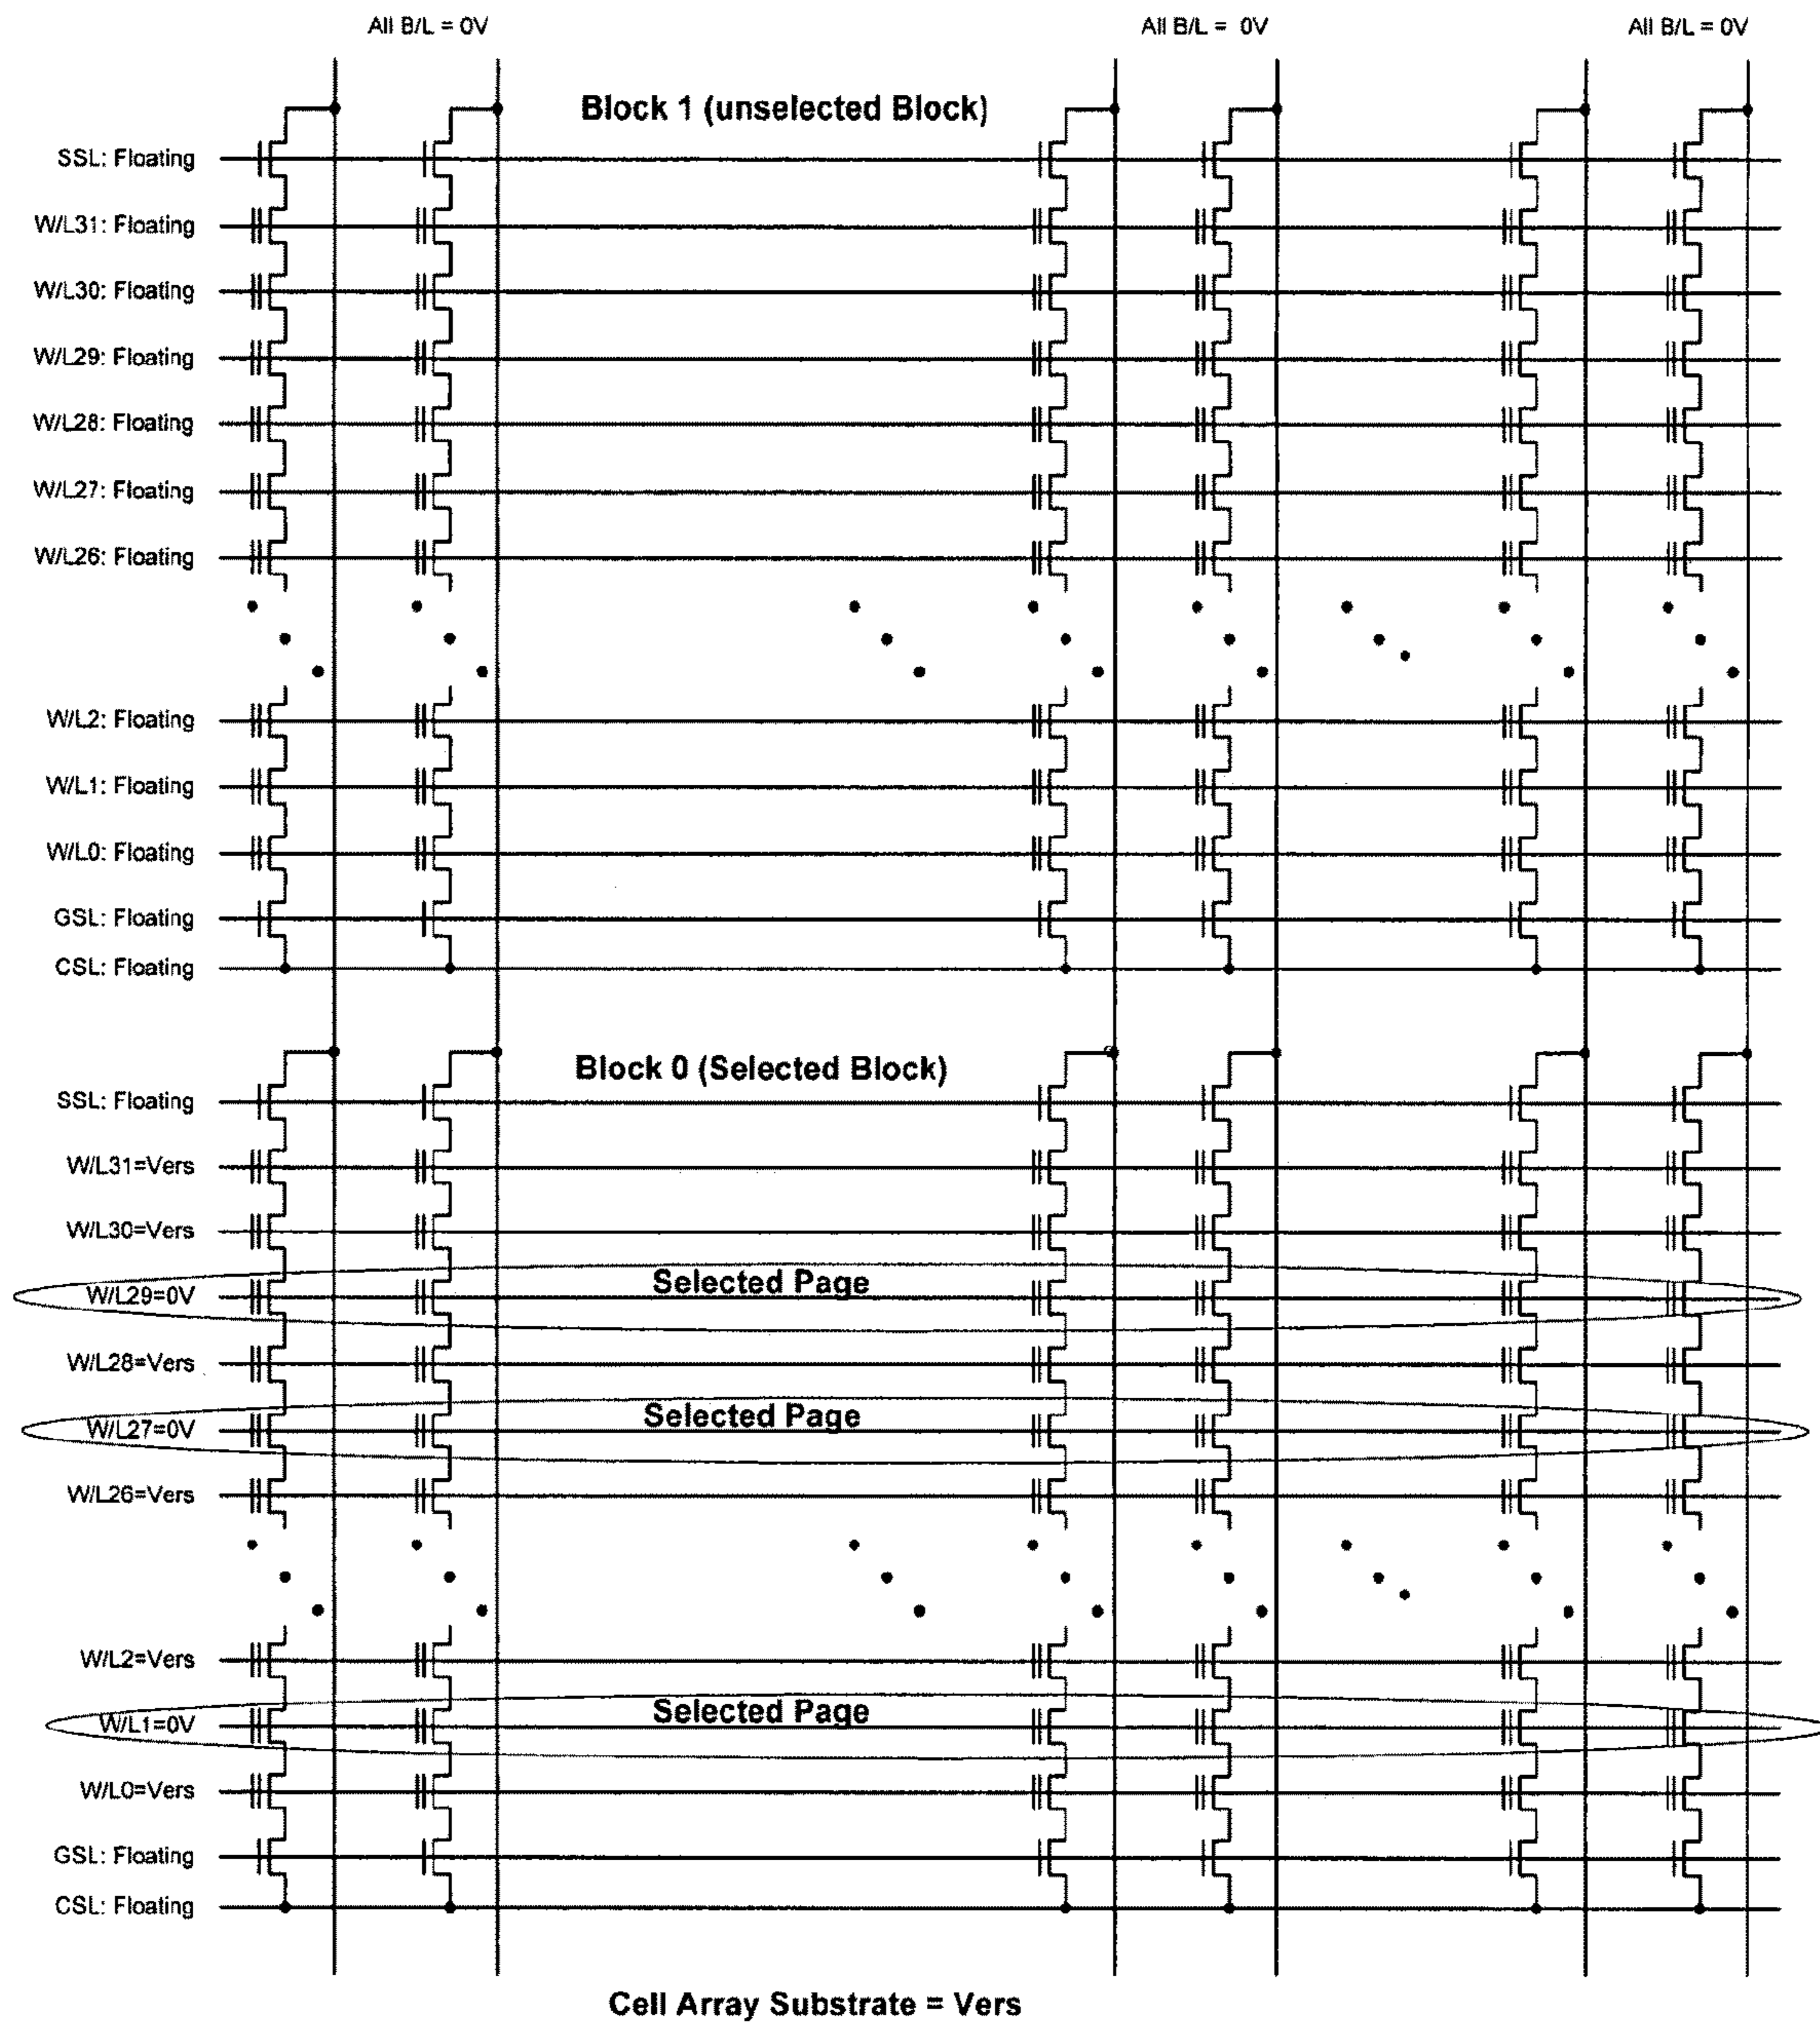 All B/L = 0V All B/L = 0V All B/L = 0V
Block 1 (unselected Block)
SSL: Floating
W/L31: Floating
W/L30: Floating
W/L29: Floating
W/L28: Floating
W/L27: Floating
W/L26: Floating
W/L2: Floating
W/L1: Floating
W/L0: Floating
GSL: Floating
CSL: Floating
Block 0 (Selected Block)
SSL: Floating
W/L31=Vers
W/L30=Vers
Selected Page
W/L29=0V
W/L28=Vers
Selected Page
W/L27=0V
W/L26=Vers
W/L2=Vers
Selected Page
W/L1=0V
W/L0=Vers
GSL: Floating
CSL: Floating
Cell Array Substrate = Vers